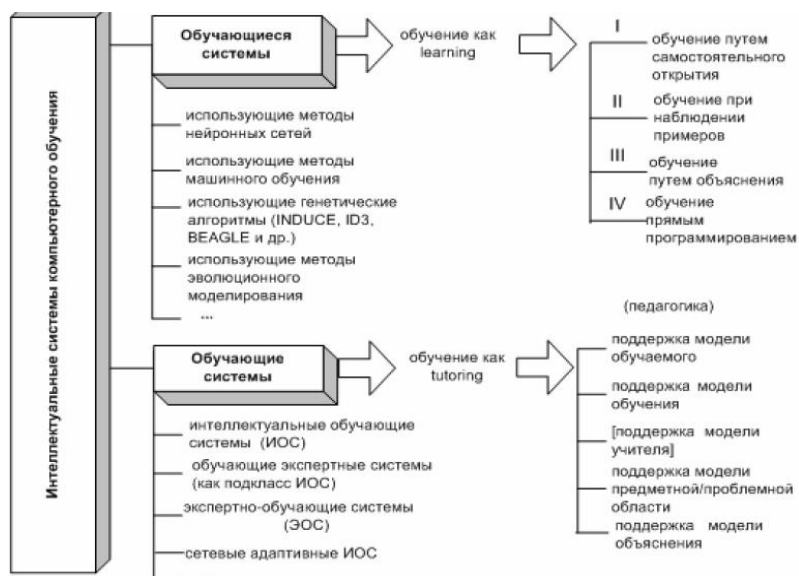 Интеллектуальные системы компьютерного обучения
Обучающиеся
системы
обучение как
learning
I
обучение путем
самостоятельного
открытия
II
обучение при
наблюдении
примеров
III
обучение
путем объяснения
IV
обучение
прямым
программированием
использующие методы
нейронных сетей
использующие методы
машинного обучения
использующие генетические
алгоритмы (INDUCE, ID3,
BEAGLE и др.)
использующие методы
эволюционного
моделирования
...
Обучающие
системы
обучение как
tutoring
(педагогика)
поддержка модели
обучаемого
поддержка модели
обучения
[поддержка модели
учителя]
поддержка модели
предметной/проблемной
области
поддержка модели
объяснения
интеллектуальные обучающие
системы (ИОС)
обучающие экспертные системы
(как подкласс ИОС)
экспертно-обучающие системы
(ЭОС)
сетевые адаптивные ИОС